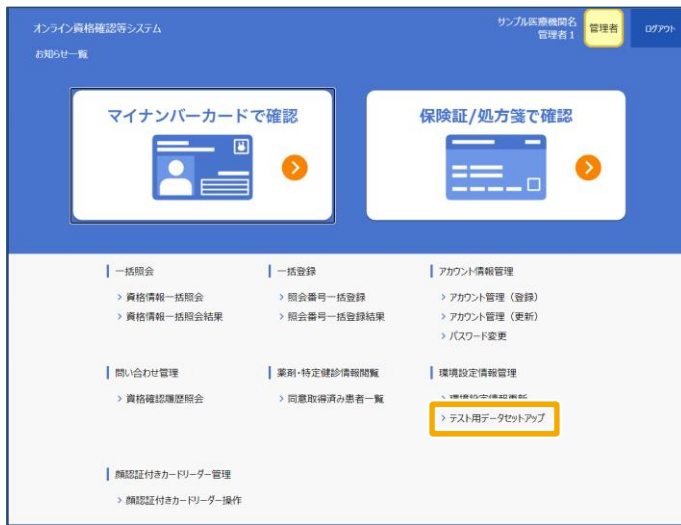 オンライン資格確認等システム
サンプル医療機関名
管理者1
管理者
ログアウト
お知らせ一覧
マイナンバーカードで確認
保険証/処方箋で確認
一括照会
> 資格情報一括照会
> 資格情報一括照会結果
一括登録
> 照会番号一括登録
> 照会番号一括登録結果
アカウント情報管理
> アカウント管理（登録）
> アカウント管理（更新）
> パスワード変更
問い合わせ管理
> 資格確認履歴照会
薬剤・特定健診情報閲覧
> 同意取得済み患者一覧
環境設定情報管理
> 環境設定情報更新
> テスト用データセットアップ
顔認証付きカードリーダー管理
> 顔認証付きカードリーダー操作